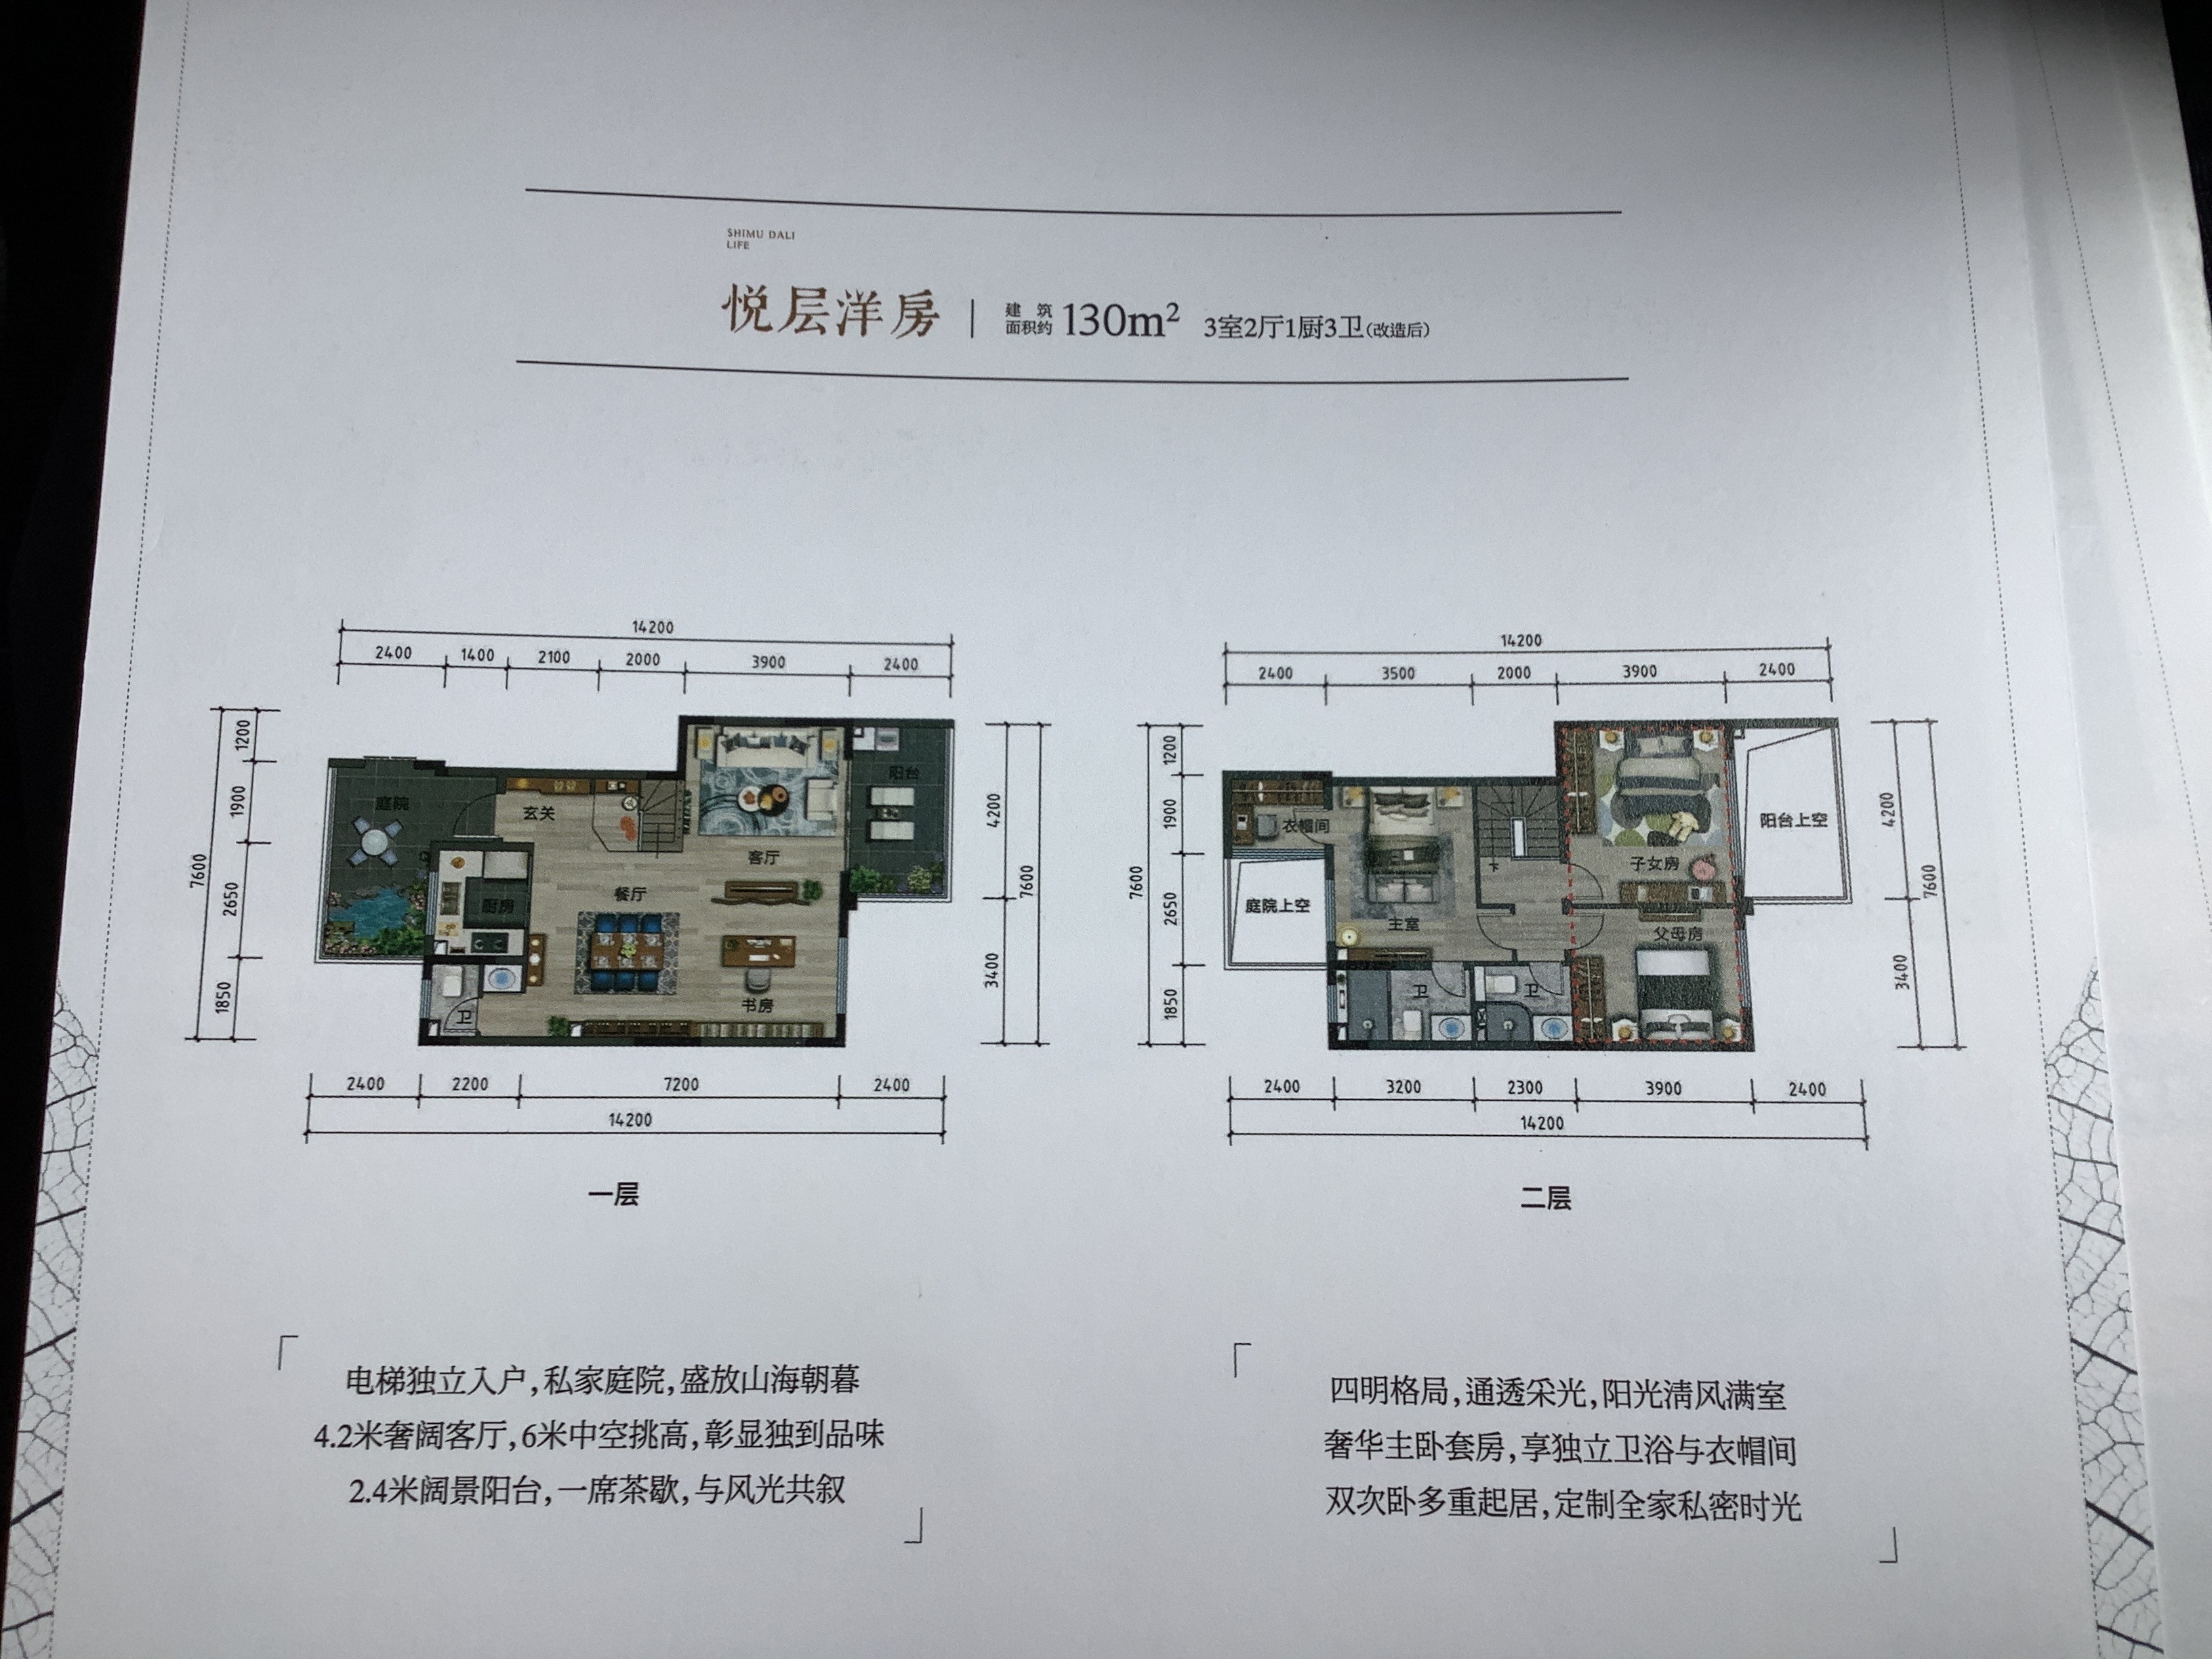 SHIMU DALI
LIFE
悦层洋房
建 筑
面积约
130m²
3室2厅1厨3卫(改造后)
14200
2400 1400 2100 2000 3900 2400
7600
1200
1900
2650
1850
庭院
玄关
客厅
阳台
厨房
餐厅
卫
书房
4200
3400
7600
2400 2200 7200 2400
14200
一层
14200
2400 3500 2000 3900 2400
7600
1200
1900
2650
1850
衣帽间
庭院上空
主室
下
子女房
父母房
卫
卫
阳台上空
4200
3400
7600
2400 3200 2300 3900 2400
14200
二层
「电梯独立入户,私家庭院,盛放山海朝暮
4.2米奢阔客厅,6米中空挑高,彰显独到品味
2.4米阔景阳台,一席茶歇,与风光共叙」
「四明格局,通透采光,阳光清风满室
奢华主卧套房,享独立卫浴与衣帽间
双次卧多重起居,定制全家私密时光」